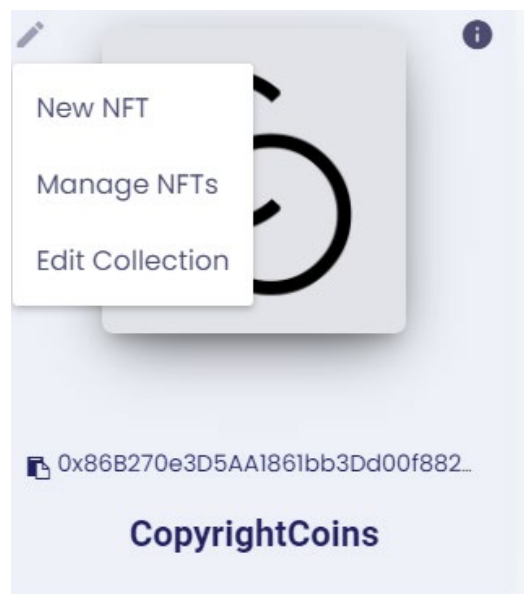 New NFT
Manage NFTs
Edit Collection
0x86B270e3D5AA1861bb3Dd00f882...
CopyrightCoins